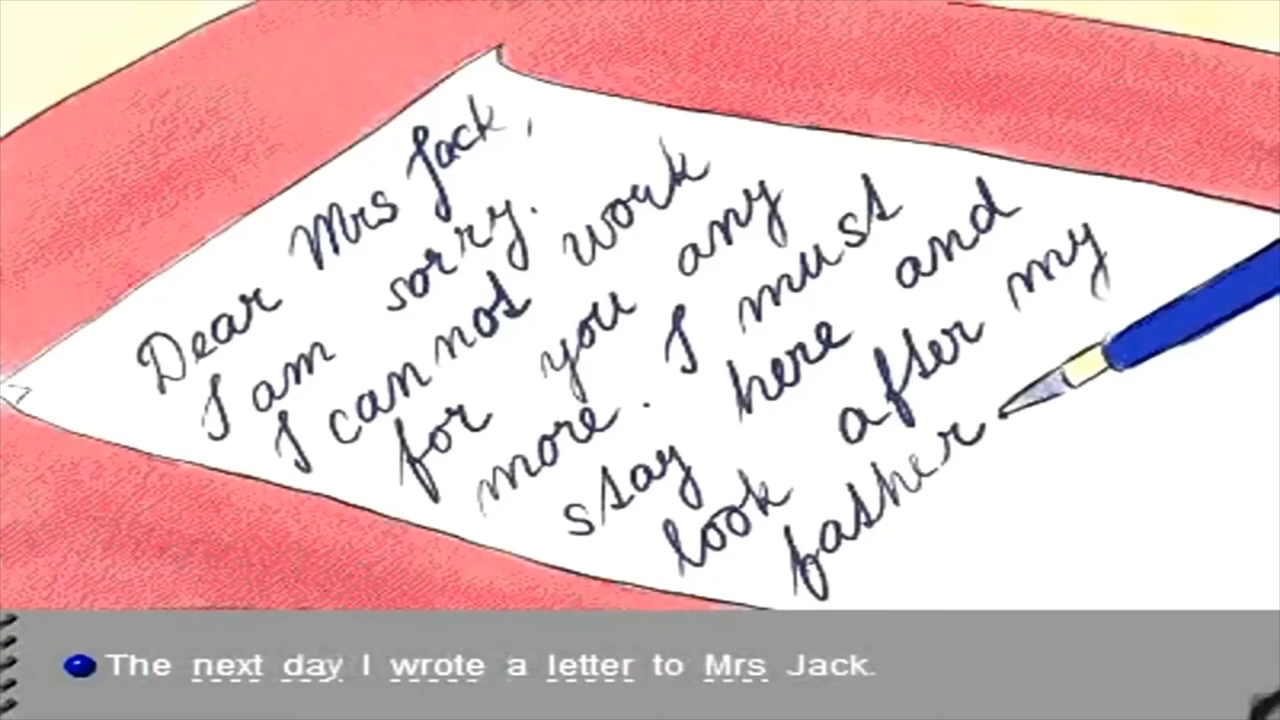 Dear Mrs Jack,
I am sorry.
I cannot work
for you any
more. I must
stay here and
look after my
father
The next day I wrote a letter to Mrs Jack.